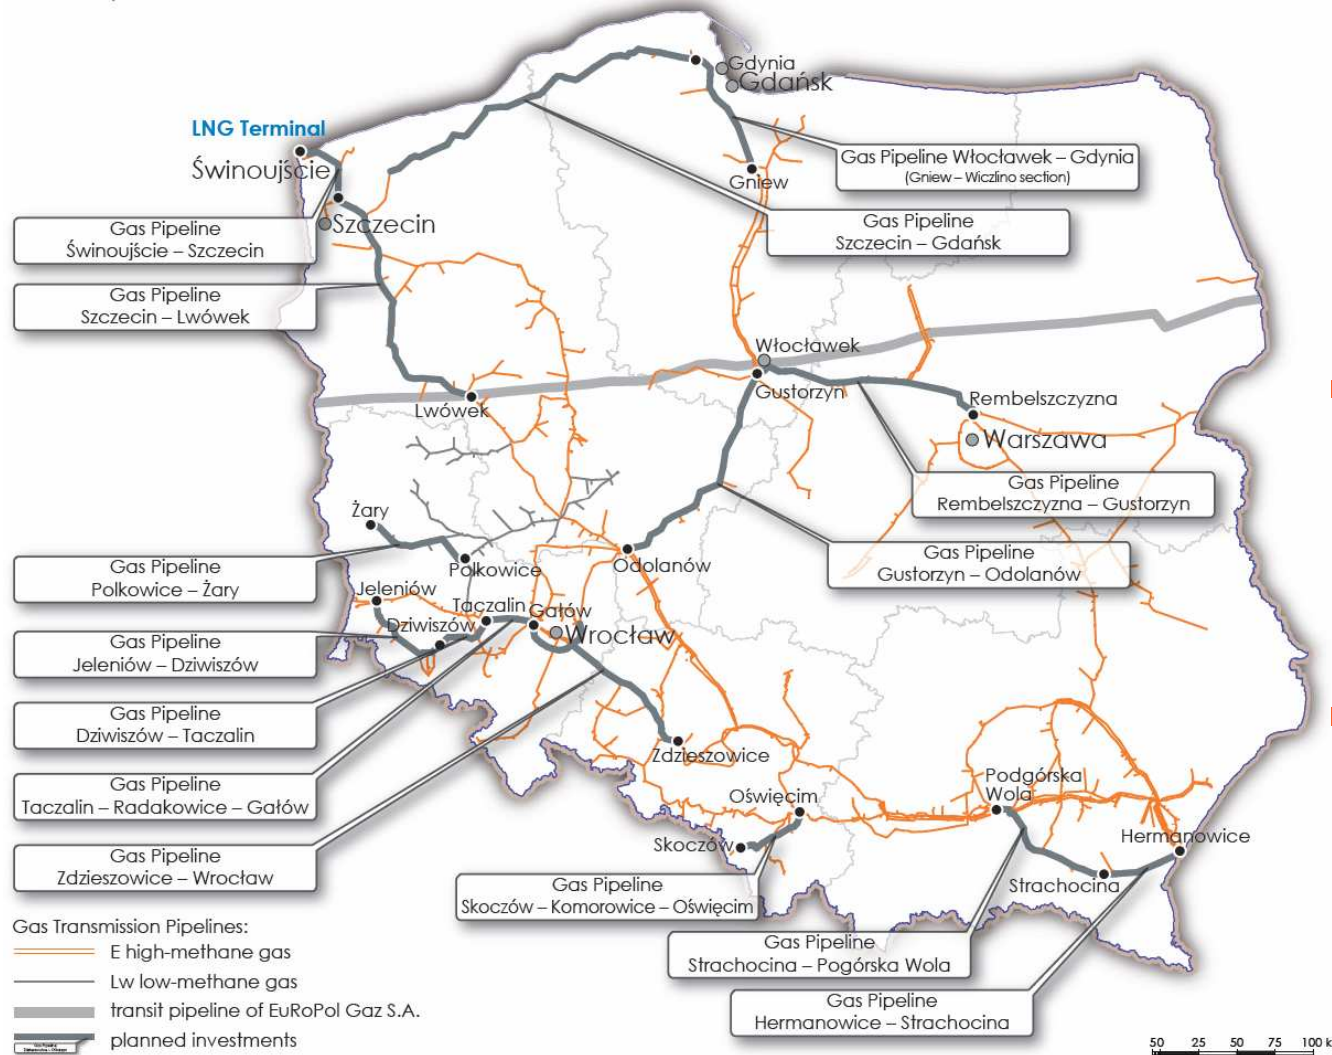 LNG Terminal
Świnoujście
Szczecin
Gdynia
Gdańsk
Gniew
Gas Pipeline Włocławek – Gdynia
(Gniew – Wiczlino section)
Gas Pipeline
Szczecin – Gdańsk
Gas Pipeline
Świnoujście – Szczecin
Gas Pipeline
Szczecin – Lwówek
Włocławek
Gustorzyn
Lwówek
Rembelszczyzna
Warszawa
Gas Pipeline
Rembelszczyzna – Gustorzyn
Żary
Polkowice
Odolanów
Gas Pipeline
Gustorzyn – Odolanów
Gas Pipeline
Polkowice – Żary
Jeleniów
Taczalin
Gałów
Dziwiszów
Wrocław
Gas Pipeline
Jeleniów – Dziwiszów
Gas Pipeline
Dziwiszów – Taczalin
Zdzieszowice
Gas Pipeline
Taczalin – Radakowice – Gałów
Oświęcim
Podgórska
Wola
Hermanowice
Skoczów
Strachocina
Gas Pipeline
Zdzieszowice – Wrocław
Gas Pipeline
Skoczów – Komorowice – Oświęcim
Gas Pipeline
Strachocina – Pogórska Wola
Gas Pipeline
Hermanowice – Strachocina
Gas Transmission Pipelines:
E high-methane gas
Lw low-methane gas
transit pipeline of EuRoPol Gaz S.A.
planned investments
50 25 50 75 100 k